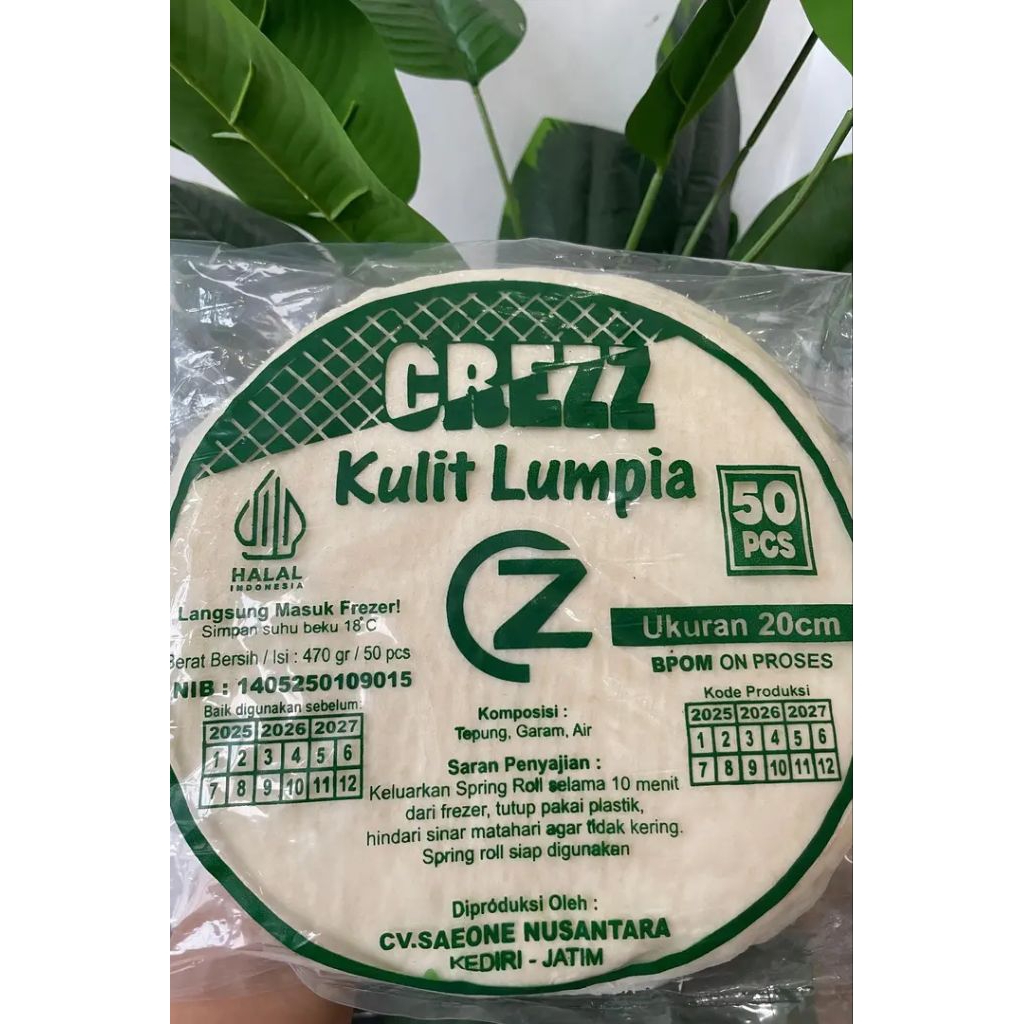 CREZZ
Kulit Lumpia
50
PCS
HALAL
INDONESIA
CZ
Langsung Masuk Frezer!
Simpan suhu beku 18°C
Berat Bersih / Isi : 470 gr / 50 pcs
NIB : 1405250109015
Baik digunakan sebelum:
2025 2026 2027
1 2 3 4 5 6
7 8 9 10 11 12
Ukuran 20cm
BPOM ON PROSES
Kode Produksi
2025 2026 2027
1 2 3 4 5 6
7 8 9 10 11 12
Komposisi :
Tepung, Garam, Air
Saran Penyajian :
Keluarkan Spring Roll selama 10 menit
dari frezer, tutup pakai plastik,
hindari sinar matahari agar tidak kering.
Spring roll siap digunakan
Diproduksi Oleh :
CV.SAEONE NUSANTARA
KEDIRI - JATIM